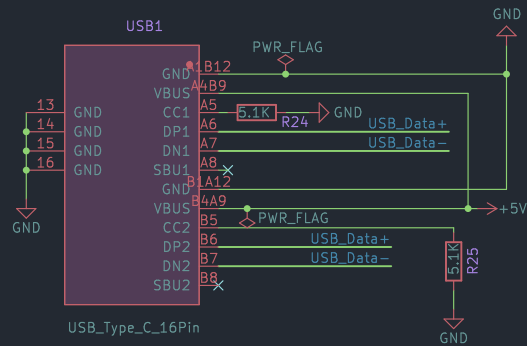 USB1
GND
PWR_FLAG
GND A1B12
VBUS A4B9
13 GND
CC1 A5 5.1K R24 GND
14 GND
DP1 A6 USB_Data+
15 GND
DN1 A7 USB_Data-
16 GND
SBU1 A8
GND B1A12
VBUS B4A9 +5V
PWR_FLAG
GND
CC2 B5
DP2 B6 USB_Data+
DN2 B7 USB_Data-
5.1K R25
SBU2 B8
USB_Type_C_16Pin
GND